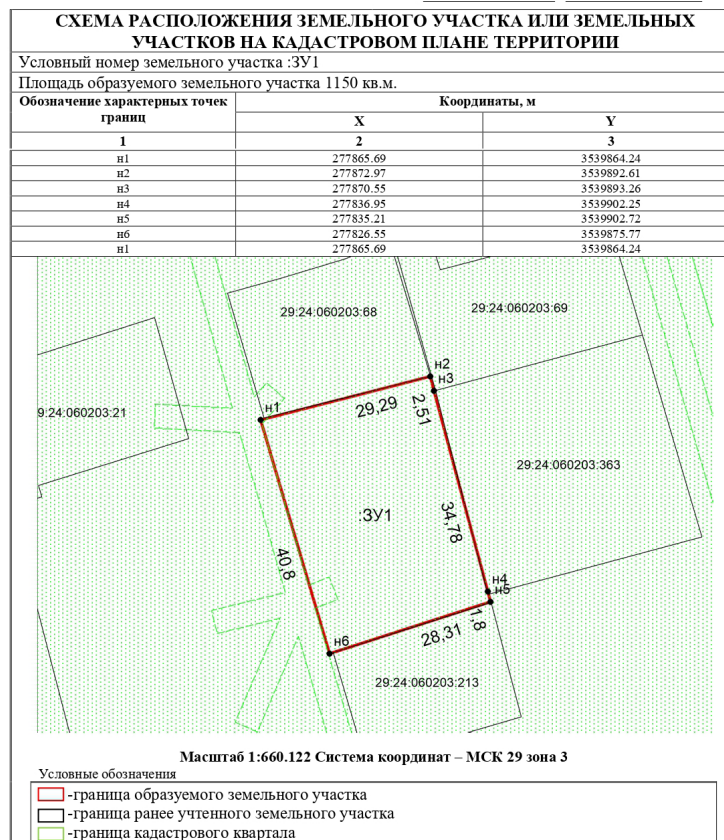 СХЕМА РАСПОЛОЖЕНИЯ ЗЕМЕЛЬНОГО УЧАСТКА ИЛИ ЗЕМЕЛЬНЫХ
УЧАСТКОВ НА КАДАСТРОВОМ ПЛАНЕ ТЕРРИТОРИИ
Условный номер земельного участка :ЗУ1
Площадь образуемого земельного участка 1150 кв.м.
Обозначение характерных точек границ Координаты, м
X Y
1 2 3
н1 277865.69 3539864.24
н2 277872.97 3539892.61
н3 277870.55 3539893.26
н4 277836.95 3539902.25
н5 277835.21 3539902.72
н6 277826.55 3539875.77
н1 277865.69 3539864.24
29:24:060203:68
29:24:060203:69
н2
н3
9:24:060203:21
н1
29,29
2,51
29:24:060203:363
:ЗУ1
34,78
40,8
н4
н5
1,8
28,31
н6
29:24:060203:213
Масштаб 1:660.122 Система координат – МСК 29 зона 3
Условные обозначения
-граница образуемого земельного участка
-граница ранее учтенного земельного участка
-граница кадастрового квартала